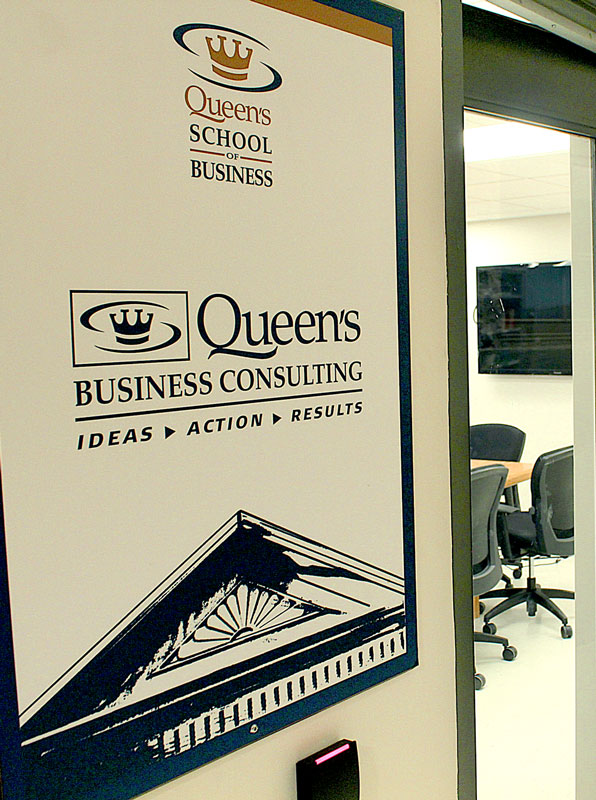 Queen's
SCHOOL
OF
BUSINESS
Queen's
BUSINESS CONSULTING
IDEAS ▶ ACTION ▶ RESULTS